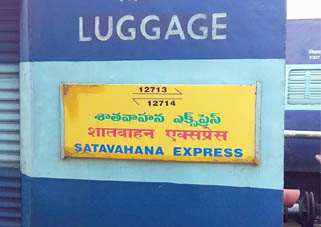 LUGGAGE
12713
12714
శాతవాహన ఎక్స్‌ప్రెస్
शातवाहन एक्सप्रेस
SATAVAHANA EXPRESS